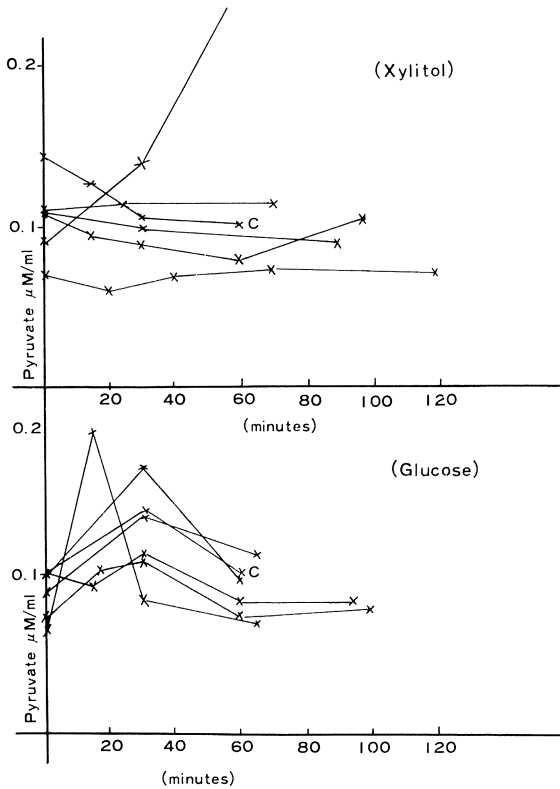 0.2
(Xylitol)
C
0.1
Pyruvate μM/ml
20 40 60 80 100 120
(minutes)
0.2
(Glucose)
C
0.1
Pyruvate μM/ml
20 40 60 80 100 120
(minutes)